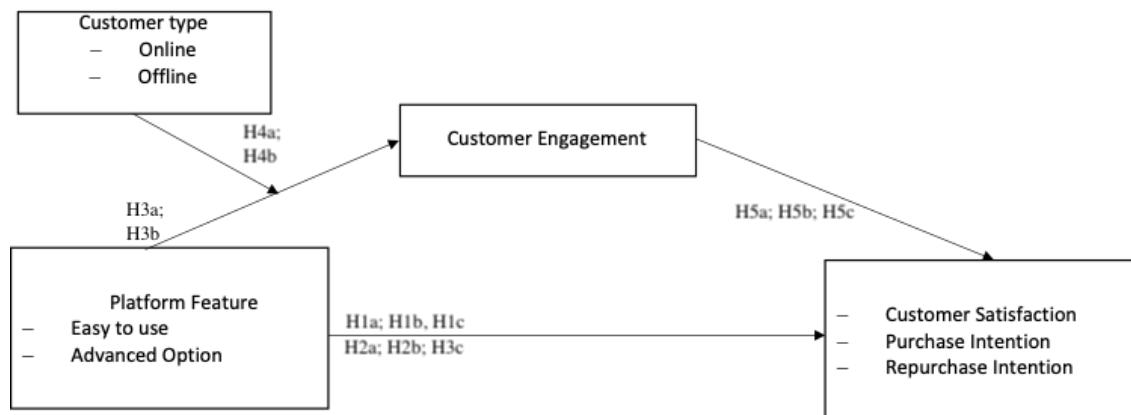 Customer type
– Online
– Offline
H4a;
H4b
Customer Engagement
H3a;
H3b
H5a; H5b; H5c
Platform Feature
– Easy to use
– Advanced Option
H1a; H1b, H1c
H2a; H2b; H3c
– Customer Satisfaction
– Purchase Intention
– Repurchase Intention